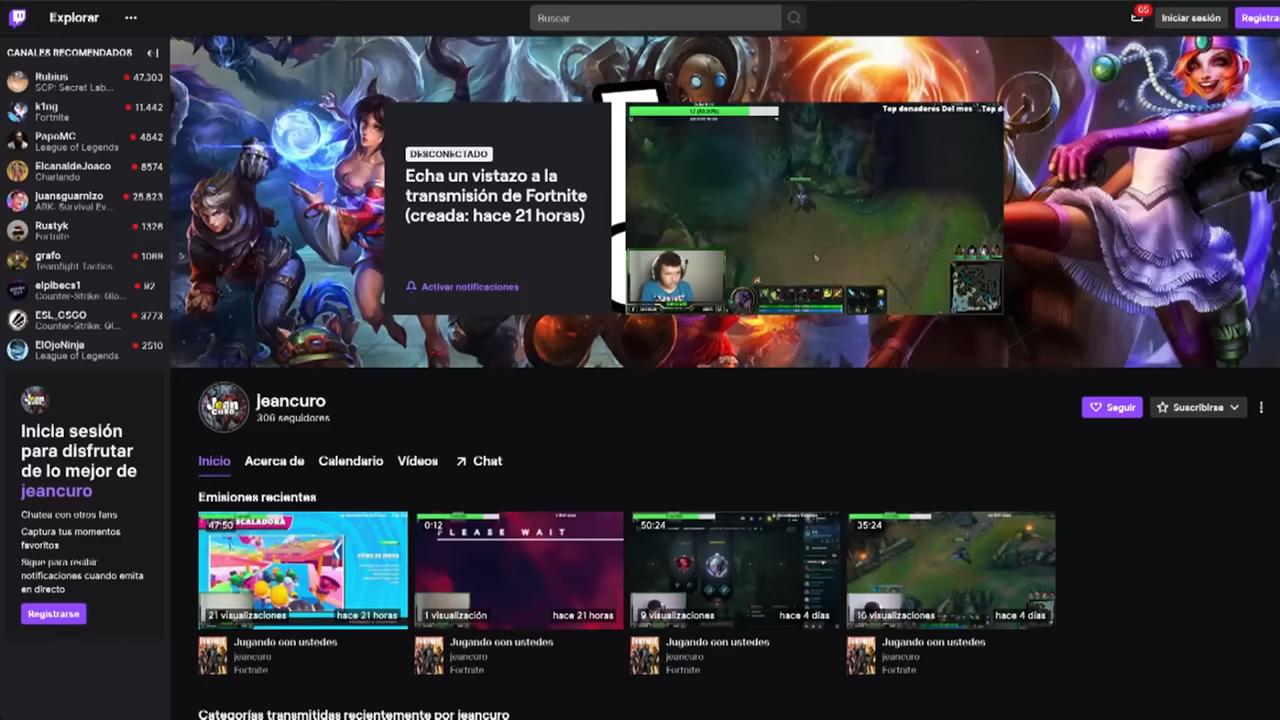 Explorar
Buscar
65
Iniciar sesión
Registra
CANALES RECOMENDADOS
Rubius
47.303
SCP: Secret Lab...
k1ng
11.442
Fortnite
PapoMC
4842
League of Legends
ElcanaldeJoaco
8574
Charlando
juansguarnizo
28.823
ARK: Survival Ev...
Rustyk
1326
Fortnite
grafo
1069
Teamfight Tactics
elpibecs1
92
Counter-Strike: Glo...
ESL_CSGO
3773
Counter-Strike: Gl...
ElOjoNinja
2510
League of Legends
DESCONECTADO
Echa un vistazo a la
transmisión de Fortnite
(creada: hace 21 horas)
Activar notificaciones
Top donadores Del mes
Top d
jeancuro
306 seguidores
Seguir
Suscribirse
Inicio
Acerca de
Calendario
Vídeos
Chat
Inicia sesión
para disfrutar
de lo mejor de
jeancuro
Chatea con otros fans
Captura tus momentos
favoritos
Sigue para recibir
notificaciones cuando emita
en directo
Registrarse
Emisiones recientes
47:50
SCALADORA
21 visualizaciones
hace 21 horas
Jugando con ustedes
jeancuro
Fortnite
0:12
PLEASE WAIT
1 visualización
hace 21 horas
Jugando con ustedes
jeancuro
Fortnite
50:24
9 visualizaciones
hace 4 días
Jugando con ustedes
jeancuro
Fortnite
35:24
16 visualizaciones
hace 4 días
Jugando con ustedes
jeancuro
Fortnite
Categorías transmitidas recientemente por jeancuro